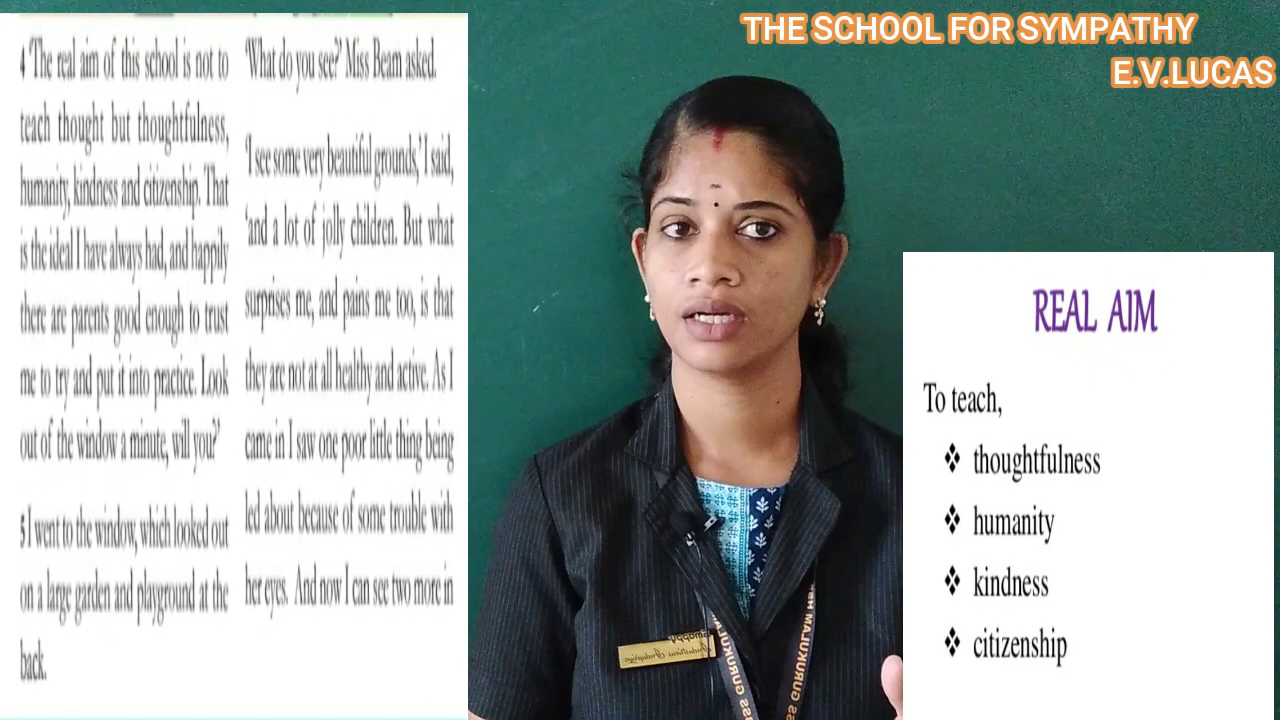 THE SCHOOL FOR SYMPATHY
E.V.LUCAS
4 'The real aim of this school is not to
teach thought but thoughtfulness,
humanity, kindness and citizenship. That
is the ideal I have always had, and happily
there are parents good enough to trust
me to try and put it into practice. Look
out of the window a minute, will you?'
5 I went to the window, which looked out
on a large garden and playground at the
back.
'What do you see?' Miss Beam asked.
'I see some very beautiful grounds,' I said,
'and a lot of jolly children. But what
surprises me, and pains me too, is that
they are not at all healthy and active. As I
came in I saw one poor little thing being
led about because of some trouble with
her eyes. And now I can see two more in
REAL AIM
To teach,
❖ thoughtfulness
❖ humanity
❖ kindness
❖ citizenship
GURUKULAM
GURUKULAM